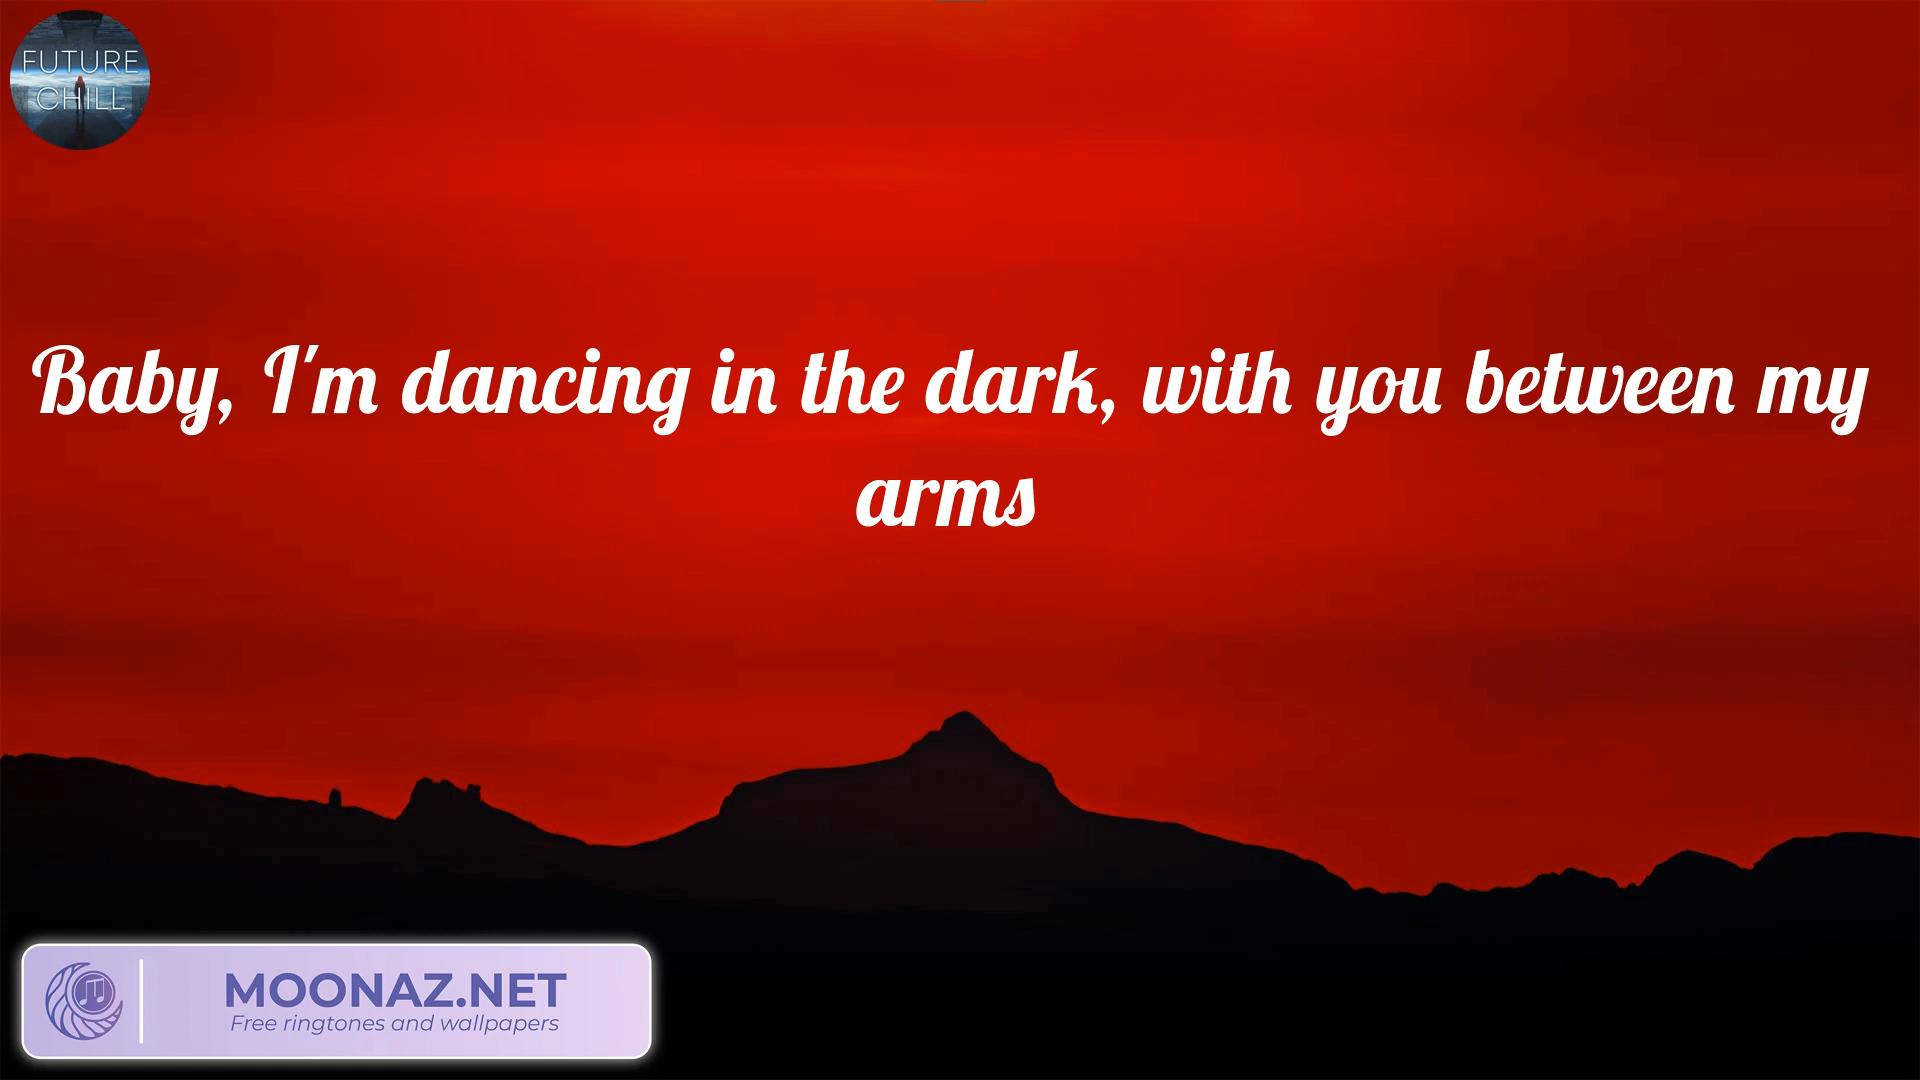 FUTURE
CHILL
Baby, I'm dancing in the dark, with you between my
arms
MOONAZ.NET
Free ringtones and wallpapers